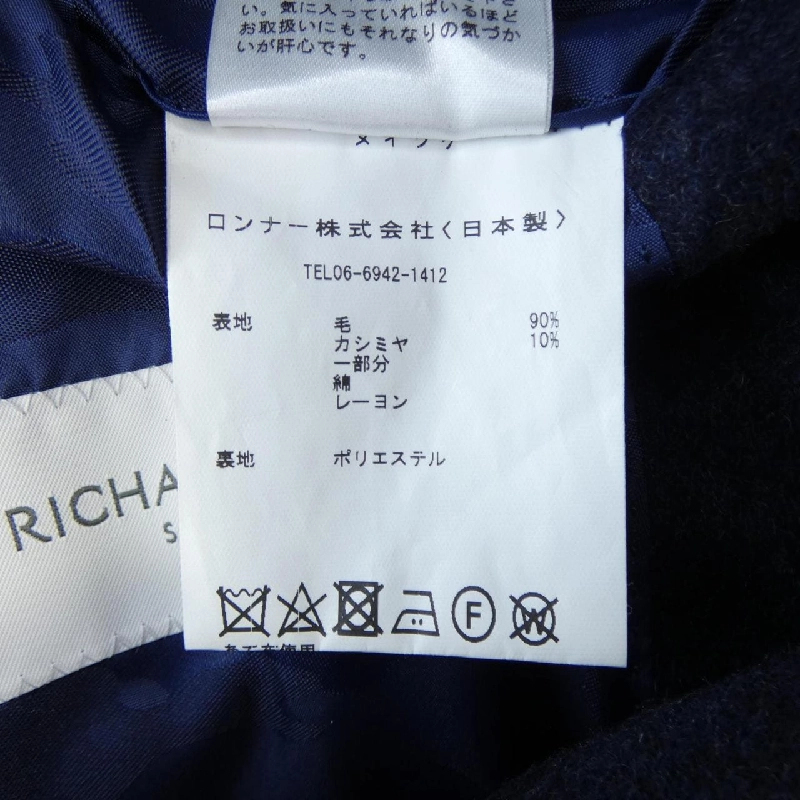 い。気に入っていればいるほど
お取扱いにもそれなりの気づか
いが肝心です。
ロンナー株式会社〈日本製〉
TEL06-6942-1412
表地 毛 90%
カシミヤ 10%
一部分
綿
レーヨン
裏地 ポリエステル
RICHA
S
F
W